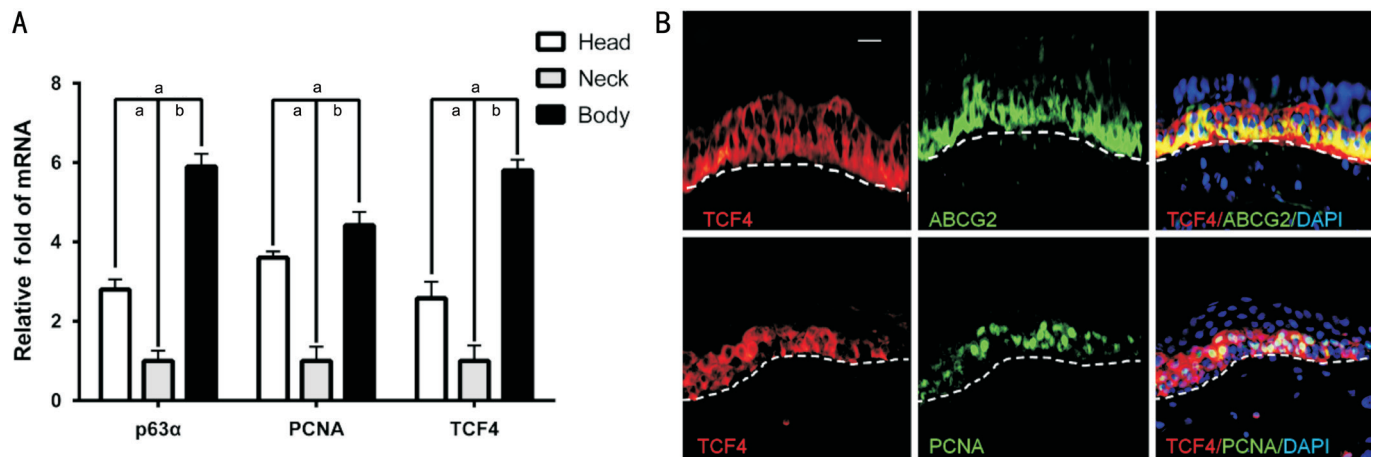 A
Head
Neck
Body
Relative fold of mRNA
8
6
4
2
0
a
a b
a
a b
a
a b
p63α PCNA TCF4
B
TCF4
ABCG2
TCF4/ABCG2/DAPI
TCF4
PCNA
TCF4/PCNA/DAPI